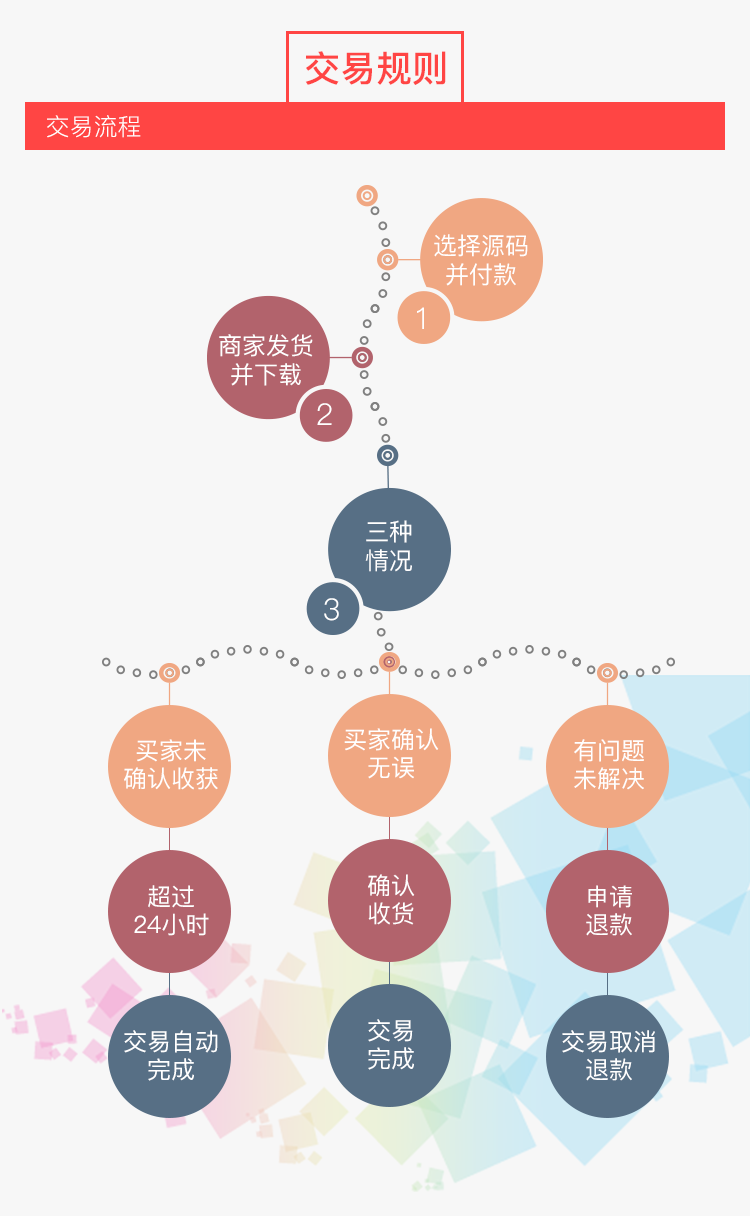 交易规则
交易流程
选择源码
并付款
1
商家发货
并下载
2
三种
情况
3
买家未
确认收获
超过
24小时
交易自动
完成
买家确认
无误
确认
收货
交易
完成
有问题
未解决
申请
退款
交易取消
退款